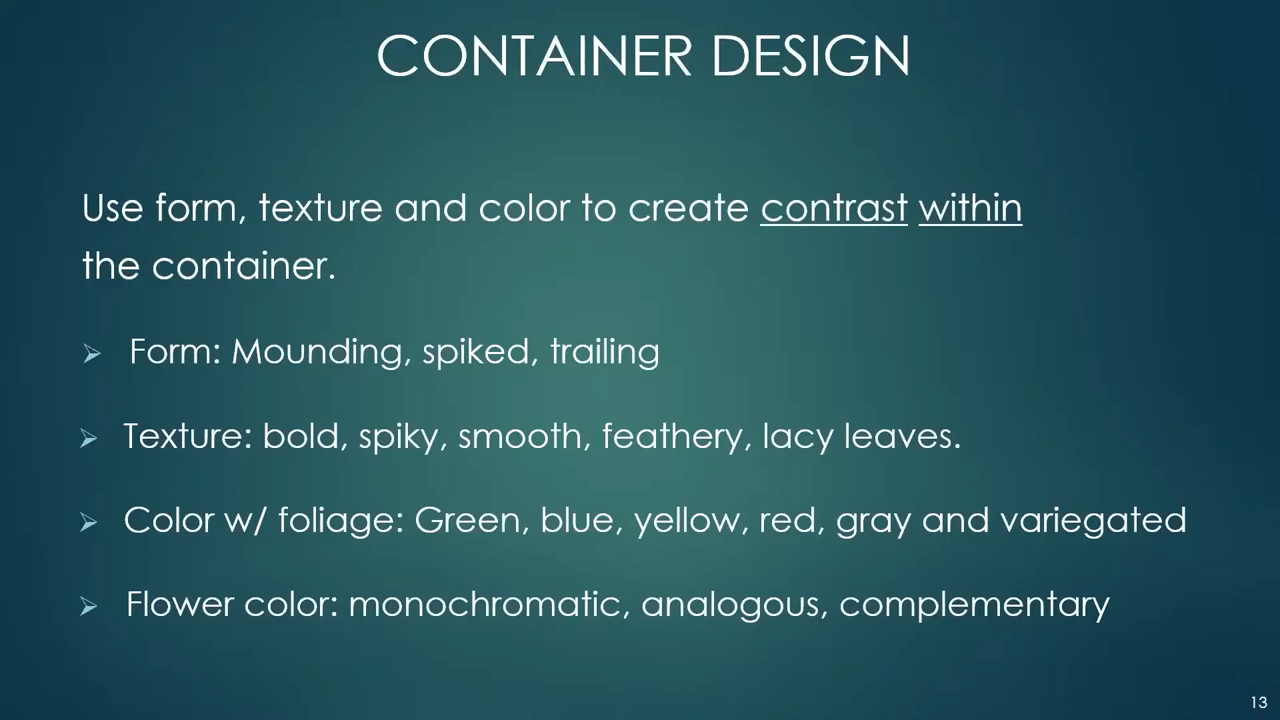 CONTAINER DESIGN
Use form, texture and color to create contrast within
the container.
Form: Mounding, spiked, trailing
Texture: bold, spiky, smooth, feathery, lacy leaves.
Color w/ foliage: Green, blue, yellow, red, gray and variegated
Flower color: monochromatic, analogous, complementary
13